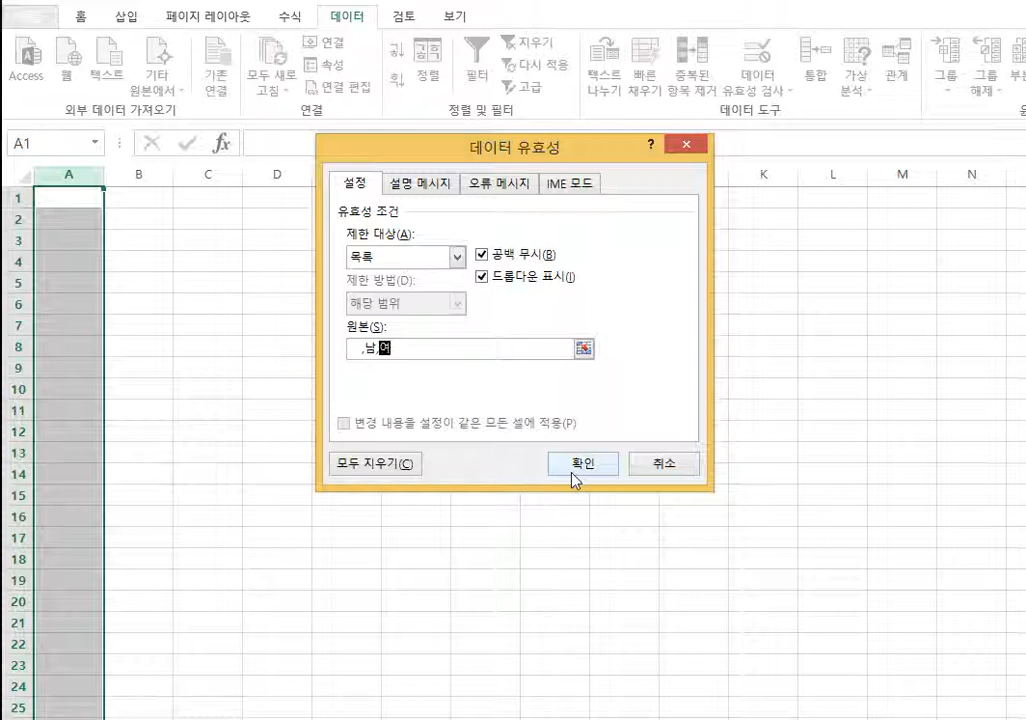 홈 삽입 페이지 레이아웃 수식 데이터 검토 보기
Access 웹 텍스트 기타 원본에서 기존 연결 모두 새로 고침 연결 속성 연결 편집 정렬 필터 지우기 다시 적용 고급 텍스트 나누기 빠른 채우기 중복된 항목 제거 데이터 유효성 검사 통합 가상 분석 관계 그룹 그룹 해제
외부 데이터 가져오기 연결 정렬 및 필터 데이터 도구
A1 fx
데이터 유효성 ?
A B C D K L M N
설정 설명 메시지 오류 메시지 IME 모드
유효성 조건
제한 대상(A):
목록 공백 무시(B)
드롭다운 표시(I)
제한 방법(D):
해당 범위
원본(S):
,남,여
변경 내용을 설정이 같은 모든 셀에 적용(P)
모두 지우기(C) 확인 취소
1
2
3
4
5
6
7
8
9
10
11
12
13
14
15
16
17
18
19
20
21
22
23
24
25